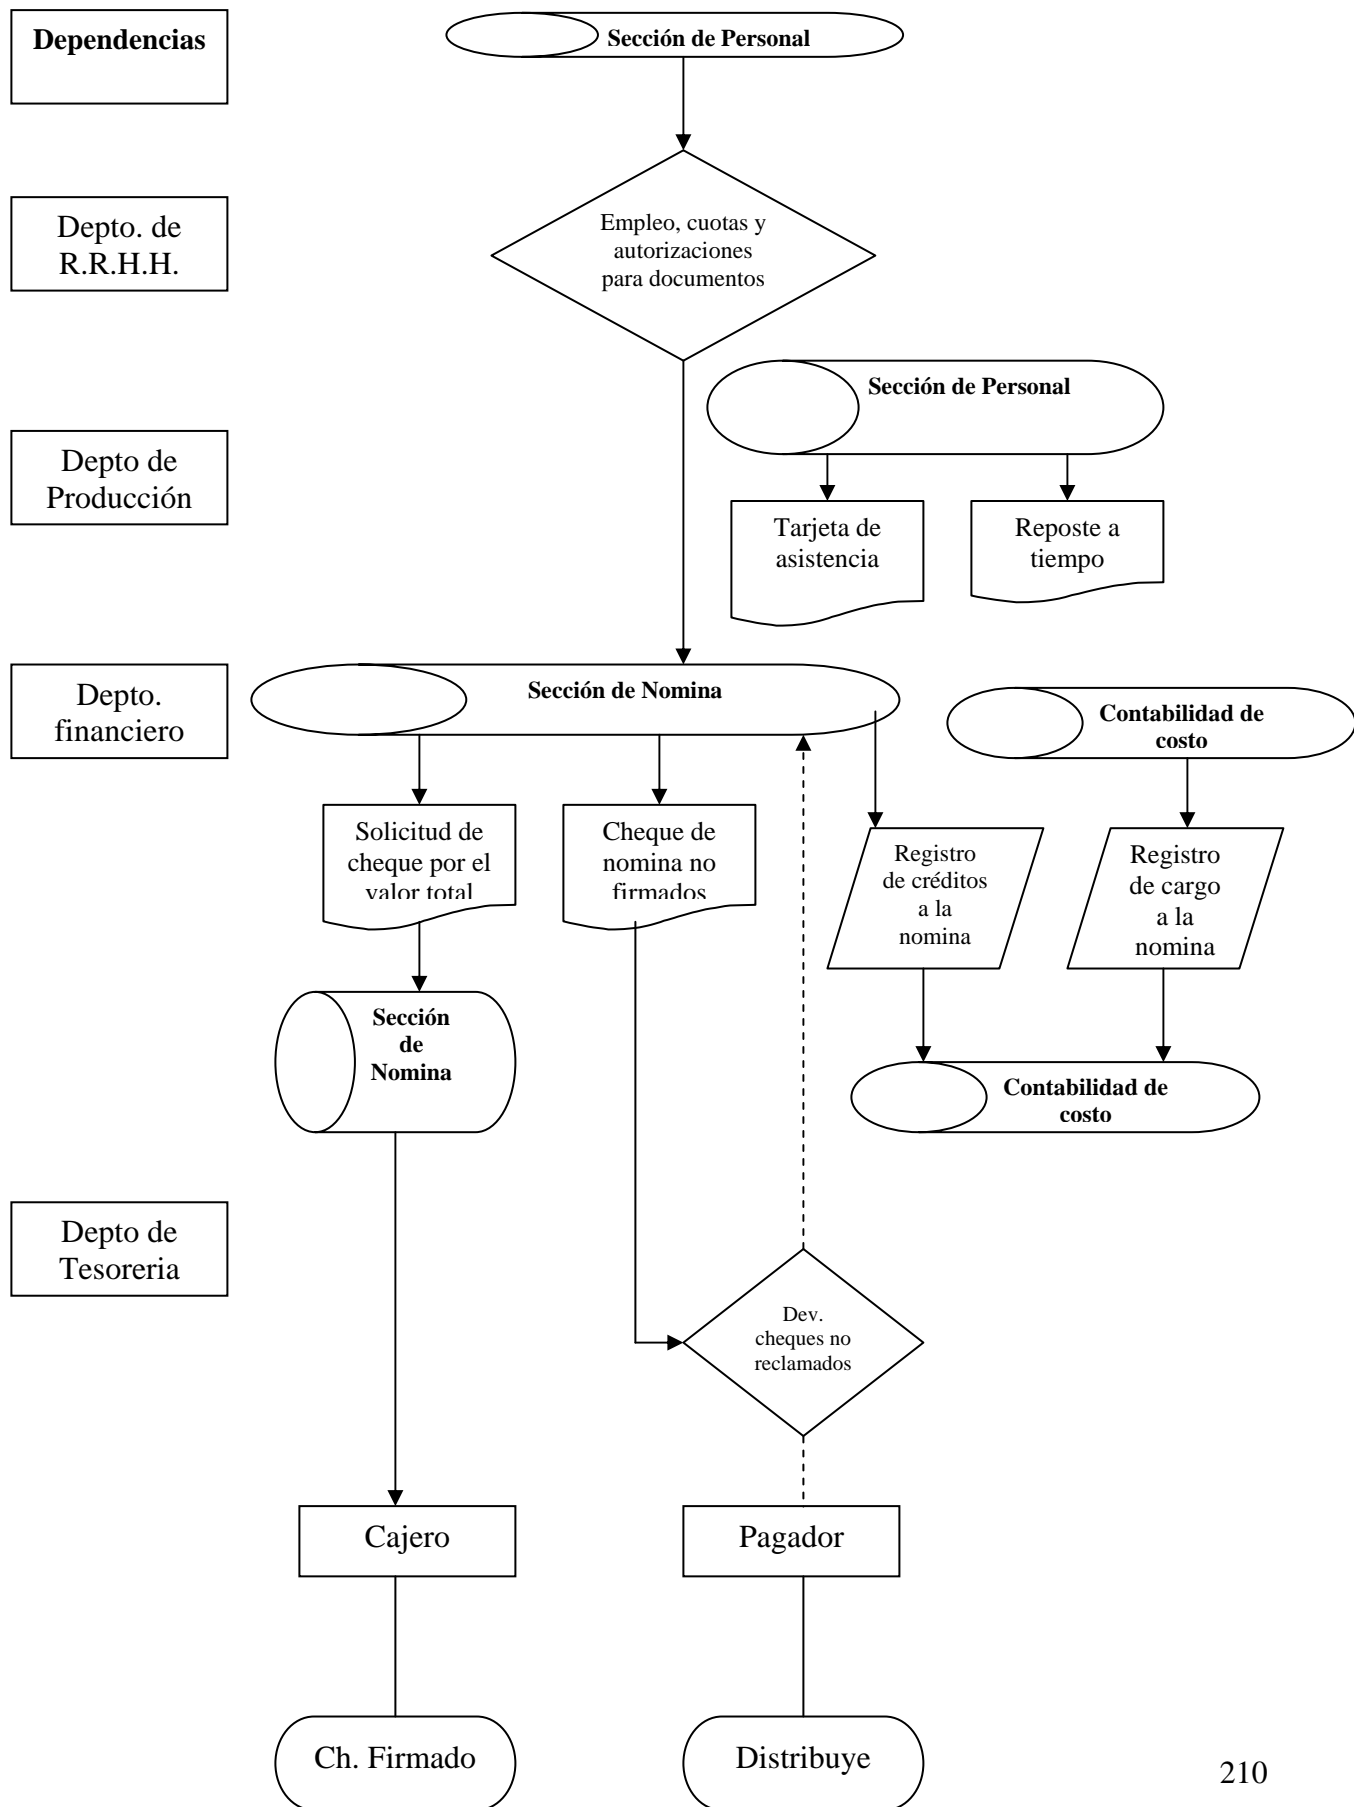 Dependencias
Sección de Personal
Depto. de
R.R.H.H.
Empleo, cuotas y
autorizaciones
para documentos
Sección de Personal
Depto de
Producción
Tarjeta de
asistencia
Reposte a
tiempo
Depto.
financiero
Sección de Nomina
Contabilidad de
costo
Solicitud de
cheque por el
valor total
Cheque de
nomina no
firmados
Registro
de créditos
a la
nomina
Registro
de cargo
a la
nomina
Sección
de
Nomina
Contabilidad de
costo
Depto de
Tesoreria
Dev.
cheques no
reclamados
Cajero
Pagador
Ch. Firmado
Distribuye
210